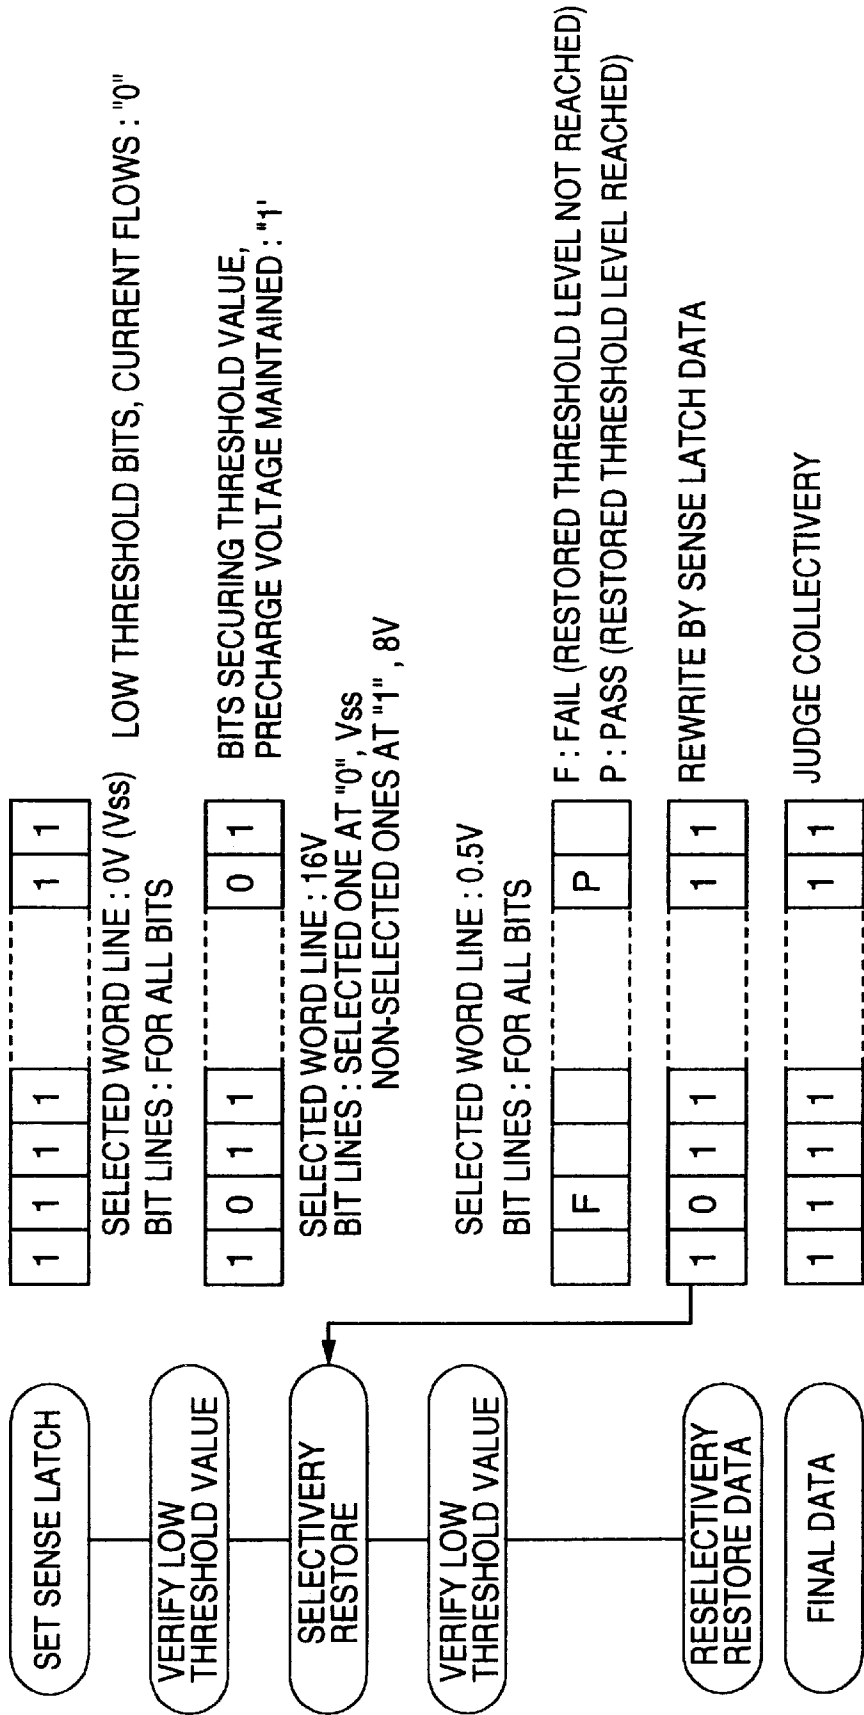 SET SENSE LATCH
1 1 1 1 1 1
SELECTED WORD LINE : 0V (Vss)
BIT LINES : FOR ALL BITS
LOW THRESHOLD BITS, CURRENT FLOWS : "0"
VERIFY LOW
THRESHOLD VALUE
1 0 1 1 0 1
BITS SECURING THRESHOLD VALUE,
PRECHARGE VOLTAGE MAINTAINED : "1'
SELECTIVERY
RESTORE
SELECTED WORD LINE : 16V
BIT LINES : SELECTED ONE AT "0", Vss
NON-SELECTED ONES AT "1" , 8V
VERIFY LOW
THRESHOLD VALUE
SELECTED WORD LINE : 0.5V
BIT LINES : FOR ALL BITS
F P
F : FAIL (RESTORED THRESHOLD LEVEL NOT REACHED)
P : PASS (RESTORED THRESHOLD LEVEL REACHED)
RESELECTIVERY
RESTORE DATA
1 0 1 1 1 1
REWRITE BY SENSE LATCH DATA
FINAL DATA
1 1 1 1 1 1
JUDGE COLLECTIVERY